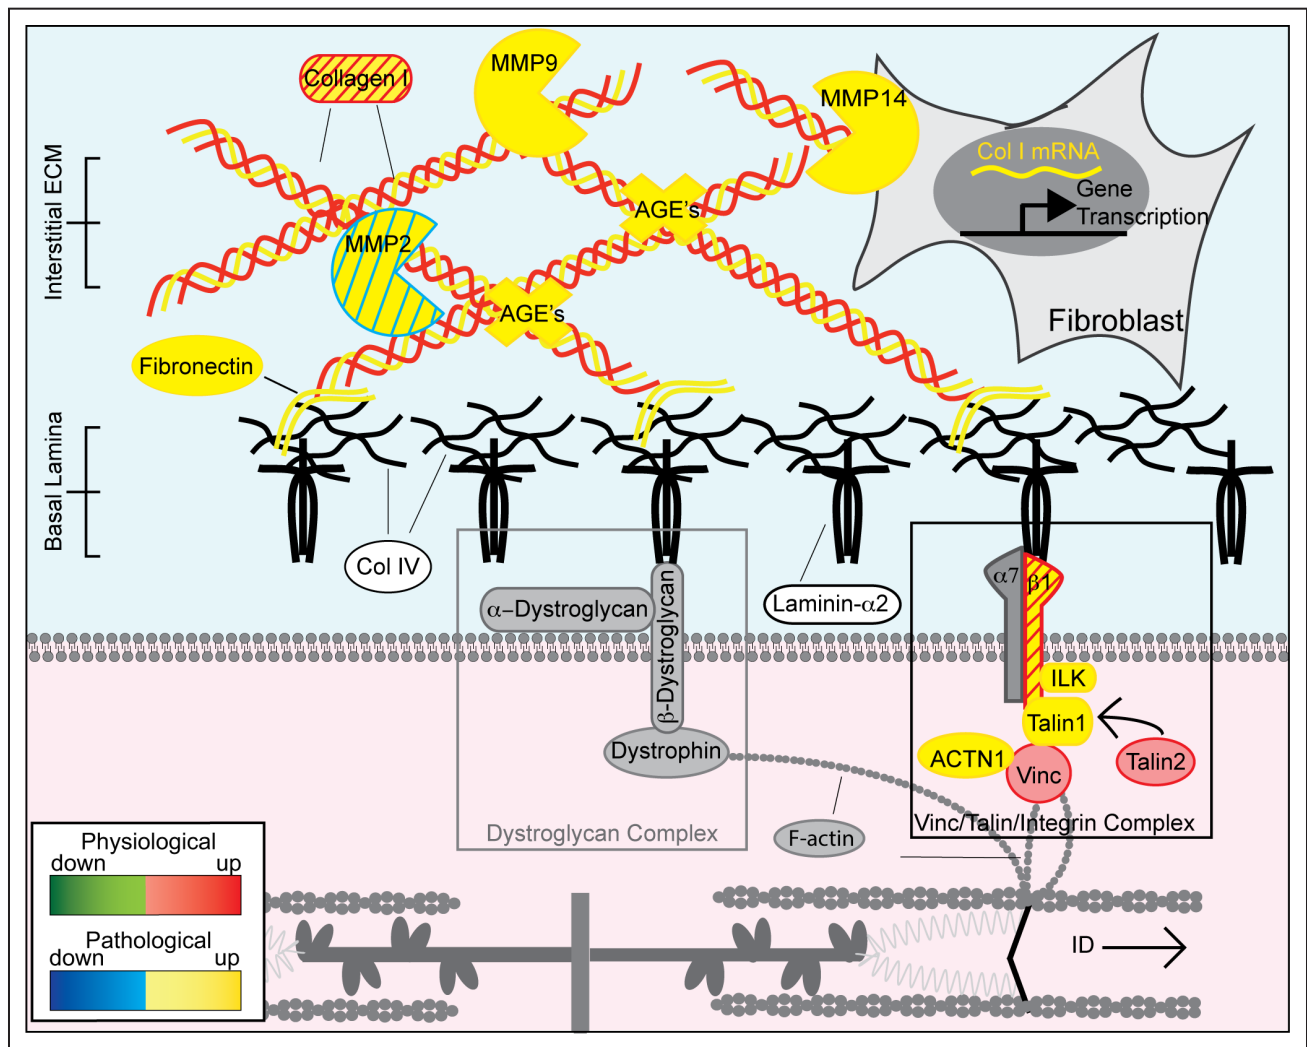 Collagen I
MMP9
MMP14
Col I mRNA
Gene
Transcription
Fibroblast
Interstitial ECM
AGE's
MMP2
AGE's
Fibronectin
Basal Lamina
Col IV
Laminin-α2
α7
β1
α–Dystroglycan
β-Dystroglycan
ILK
Talin1
Talin2
ACTN1
Vinc
Dystrophin
F-actin
Dystroglycan Complex
Vinc/Talin/Integrin Complex
Physiological
down up
Pathological
down up
ID